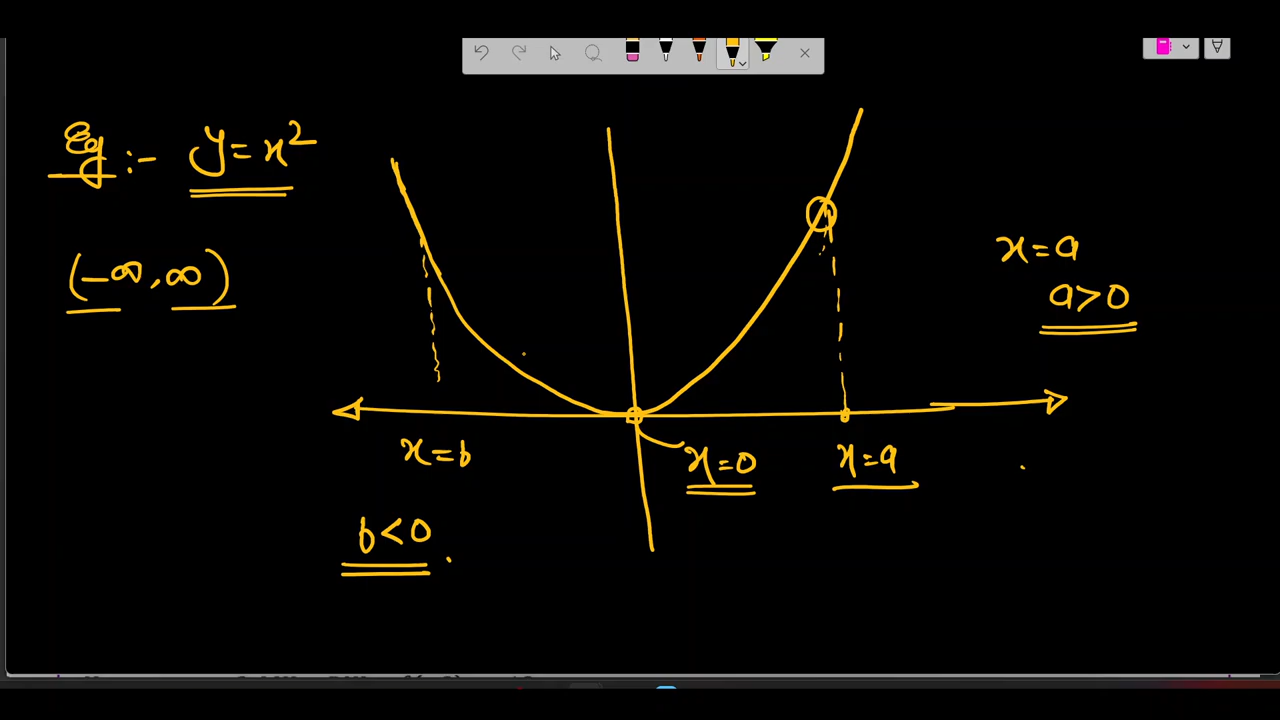 Eg :- y = x²
(-∞, ∞)
x = a
a > 0
x = b
x = 0
x = a
b < 0